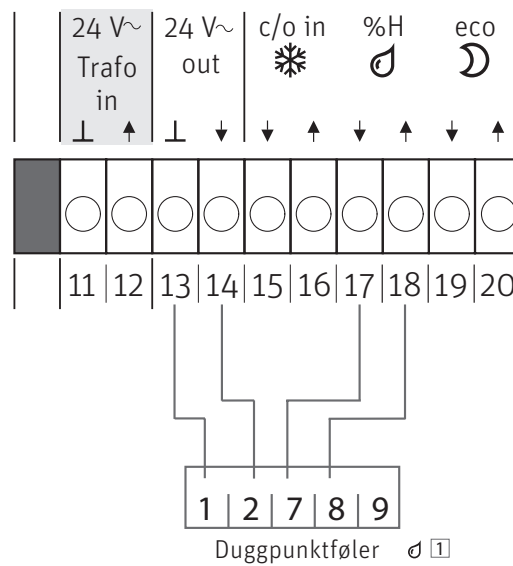 24 V~ 24 V~ c/o in %H eco
Trafo out
in
11 12 13 14 15 16 17 18 19 20
1 2 7 8 9
Duggpunktføler 1